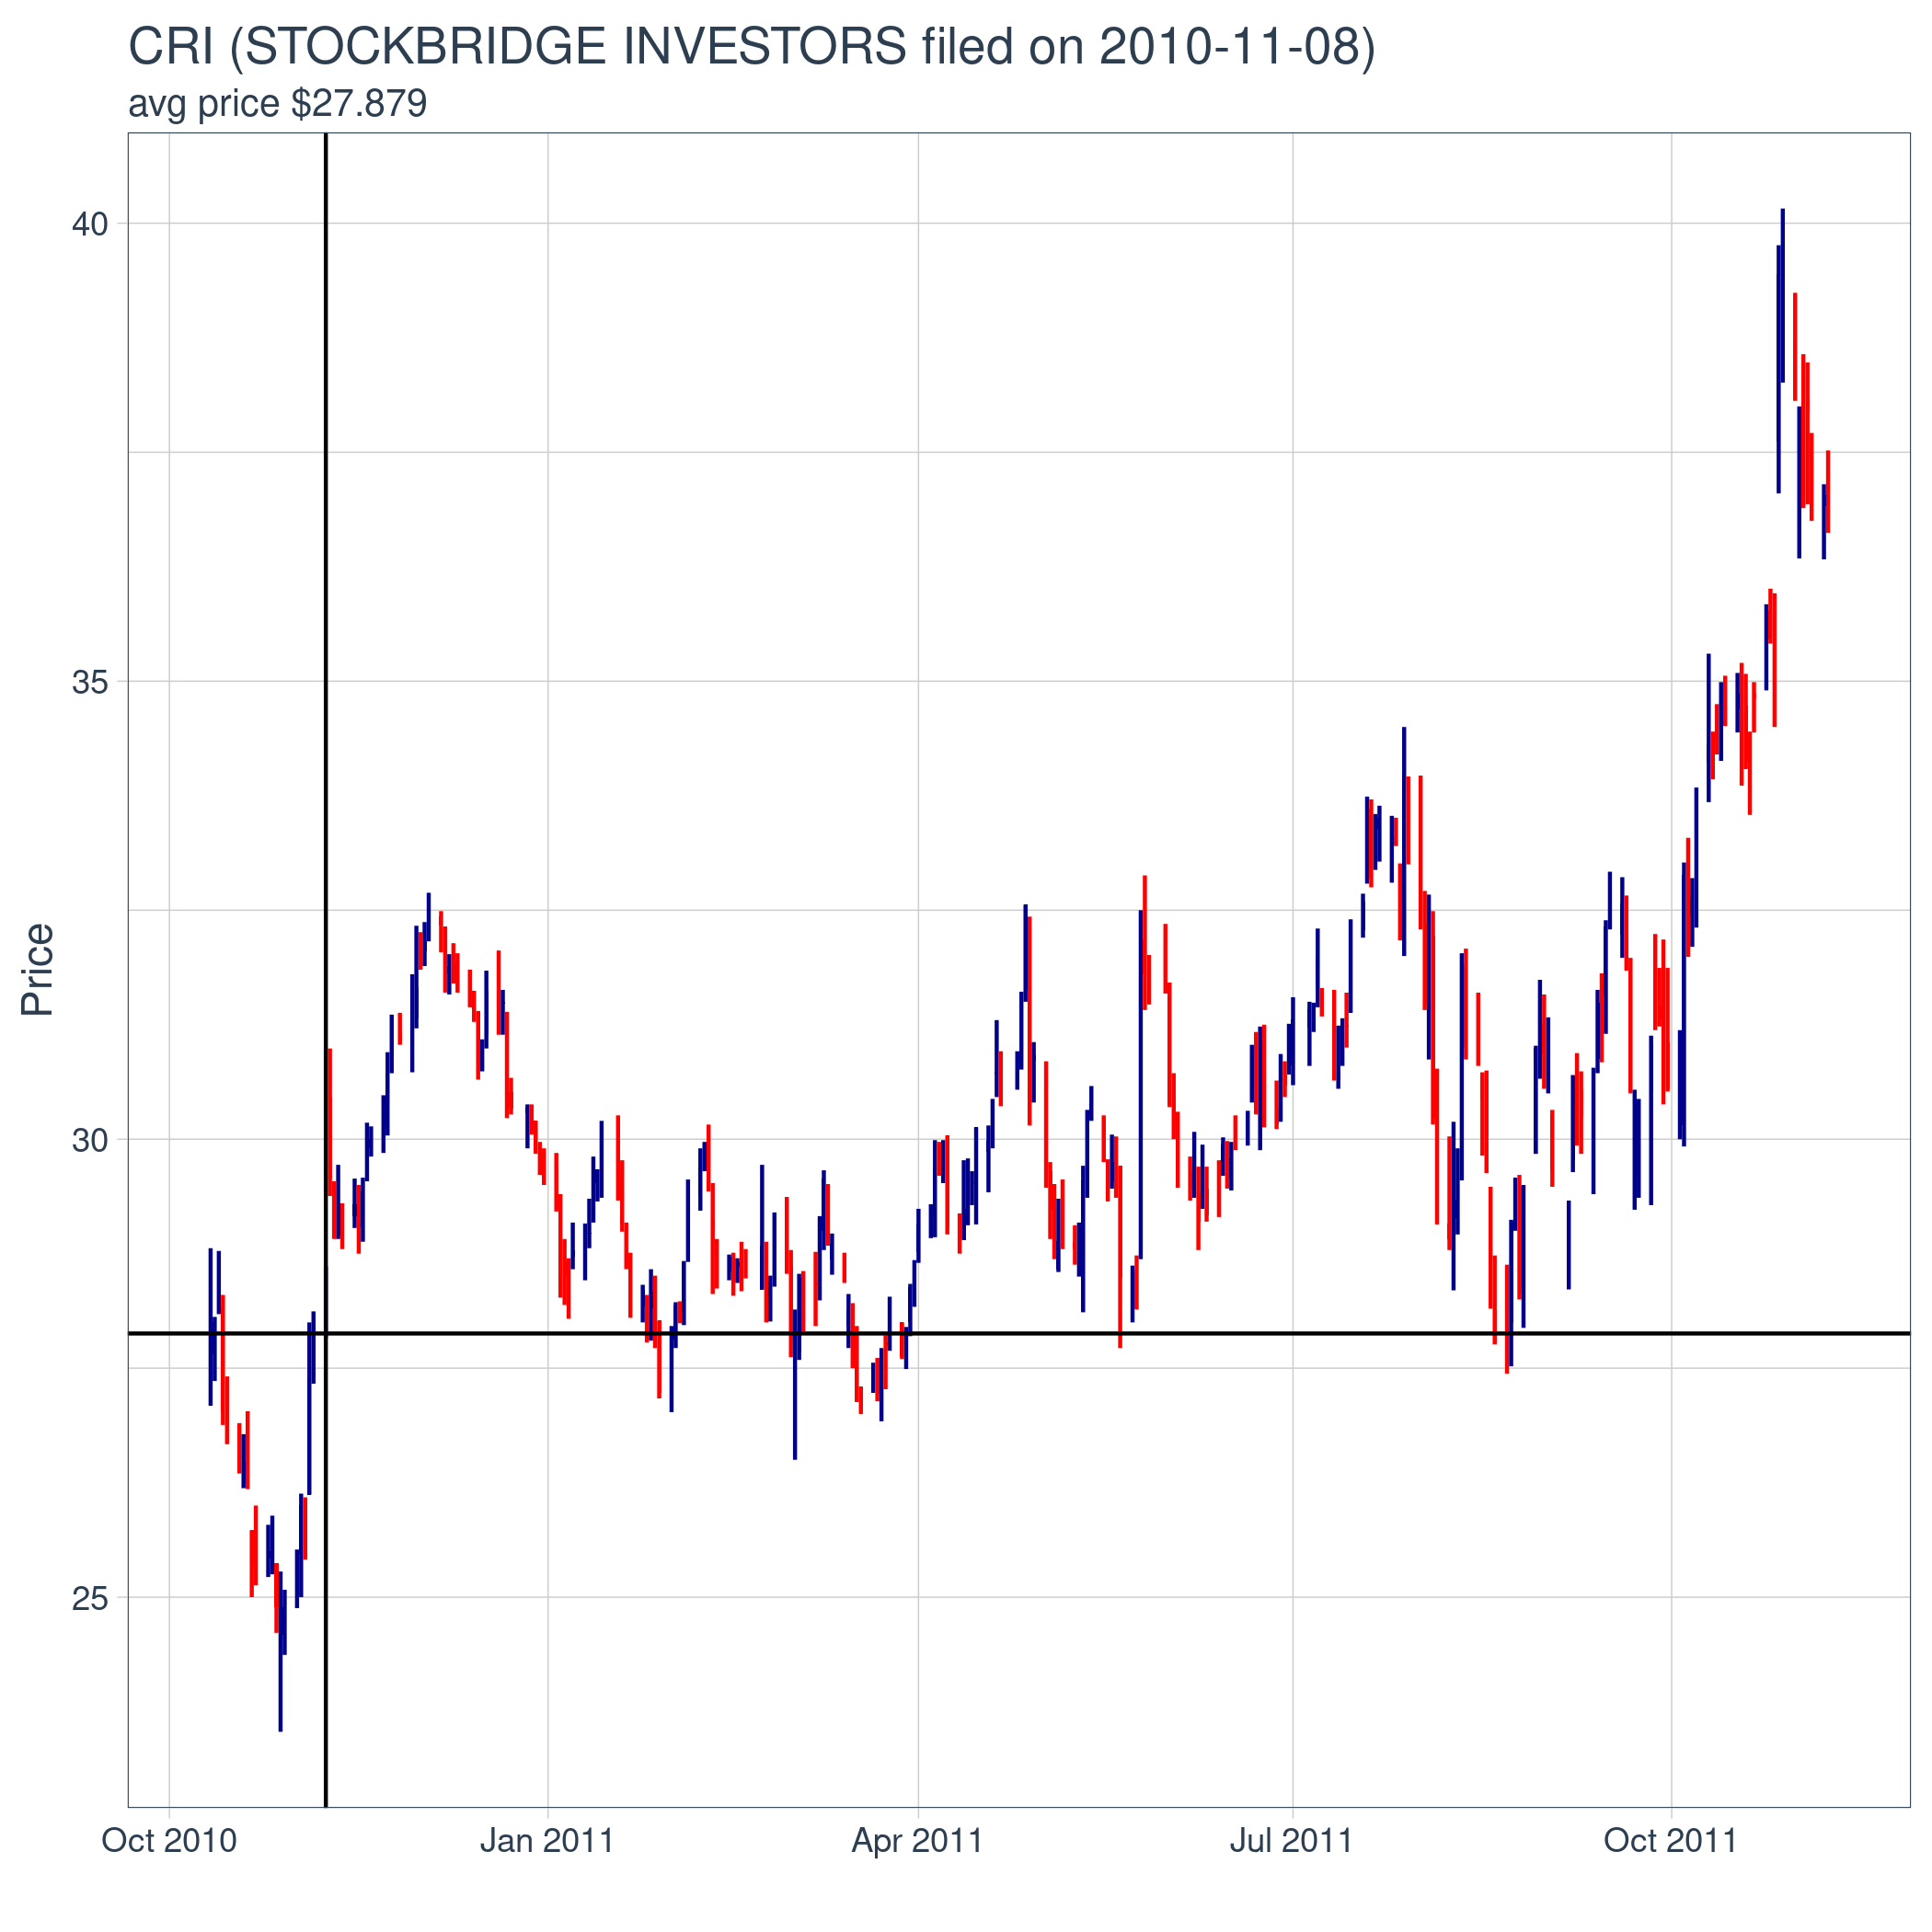 CRI (STOCKBRIDGE INVESTORS filed on 2010-11-08)
avg price $27.879
40
35
30
25
Price
Oct 2010 Jan 2011 Apr 2011 Jul 2011 Oct 2011